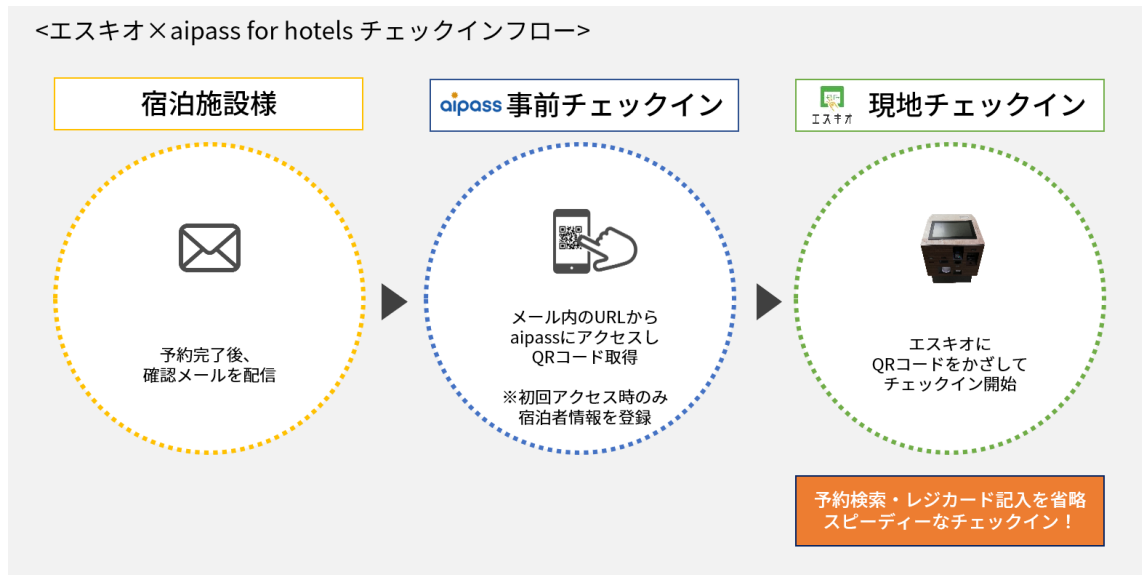 <エスキオ×aipass for hotels チェックインフロー>
宿泊施設様
予約完了後、
確認メールを配信
aipass 事前チェックイン
メール内のURLから
aipassにアクセスし
QRコード取得
※初回アクセス時のみ
宿泊者情報を登録
エスキオ 現地チェックイン
エスキオに
QRコードをかざして
チェックイン開始
予約検索・レジカード記入を省略
スピーディーなチェックイン！